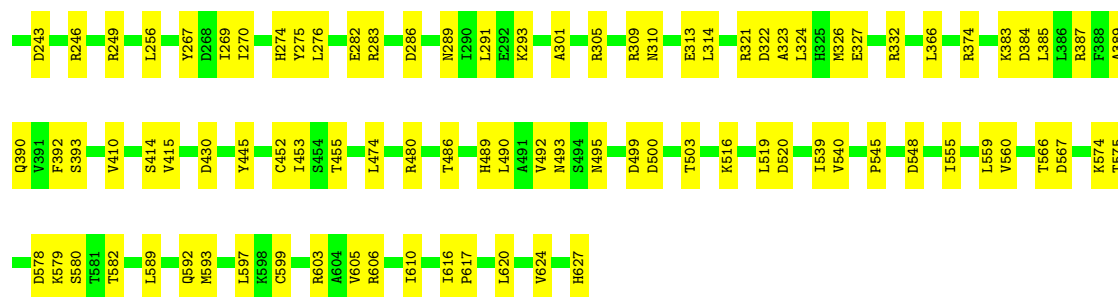 D243 R246 R249 L256 Y267 D268 I269 I270 H274 Y275 L276 E282 R283 D286 N289 I290 L291 E292 K293 A301 R305 R309 N310 E313 L314 R321 D322 A323 L324 H325 M326 E327 R332 L366 R374 K383 D384 L385 L386 R387 F388 A389
Q390 V391 F392 S393 V410 S414 V415 D430 Y445 C452 I453 S454 T455 L474 R480 T486 H489 L490 A491 V492 N493 S494 N495 D499 D500 T503 K516 L519 D520 I539 V540 P545 D548 I555 L559 V560 T566 D567 K574 T575
D578 K579 S580 T581 T582 L589 Q592 M593 L597 K598 C599 R603 A604 V605 R606 I610 I616 P617 L620 V624 H627